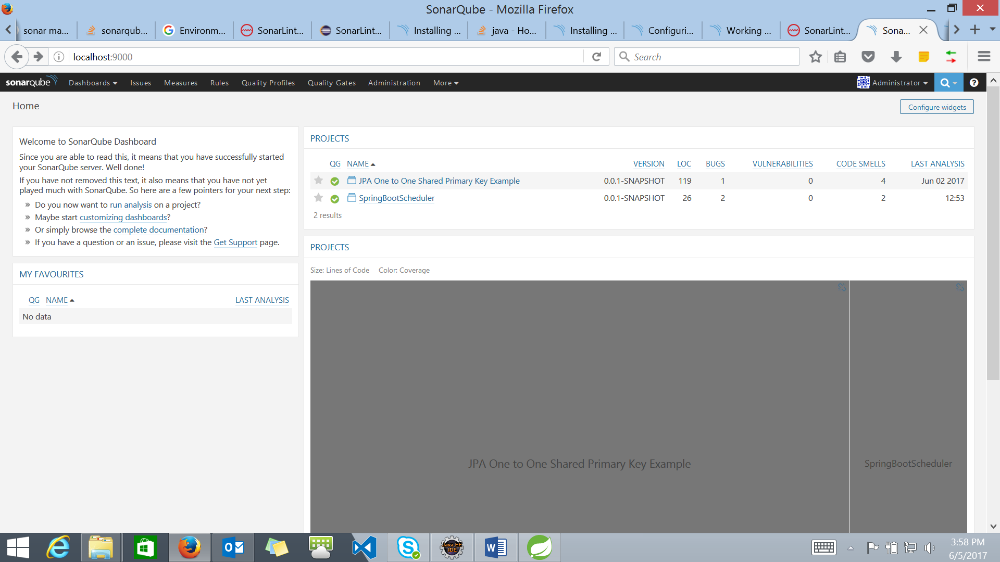 SonarQube - Mozilla Firefox
sonar ma...
sonarqub...
Environm...
SonarLint...
SonarLint...
Installing ...
java - Ho...
Installing ...
Configuri...
Working ...
SonarLint...
Sona...
localhost:9000
Search
sonarqube
Dashboards
Issues
Measures
Rules
Quality Profiles
Quality Gates
Administration
More
Administrator
Home
Configure widgets
Welcome to SonarQube Dashboard
Since you are able to read this, it means that you have successfully started
your SonarQube server. Well done!
If you have not removed this text, it also means that you have not yet
played much with SonarQube. So here are a few pointers for your next step:
» Do you now want to run analysis on a project?
» Maybe start customizing dashboards?
» Or simply browse the complete documentation?
» If you have a question or an issue, please visit the Get Support page.
MY FAVOURITES
QG NAME LAST ANALYSIS
No data
PROJECTS
QG NAME VERSION LOC BUGS VULNERABILITIES CODE SMELLS LAST ANALYSIS
JPA One to One Shared Primary Key Example 0.0.1-SNAPSHOT 119 1 0 4 Jun 02 2017
SpringBootScheduler 0.0.1-SNAPSHOT 26 2 0 2 12:53
2 results
PROJECTS
Size: Lines of Code Color: Coverage
JPA One to One Shared Primary Key Example
SpringBootScheduler
Java EE
IDE
3:58 PM
6/5/2017